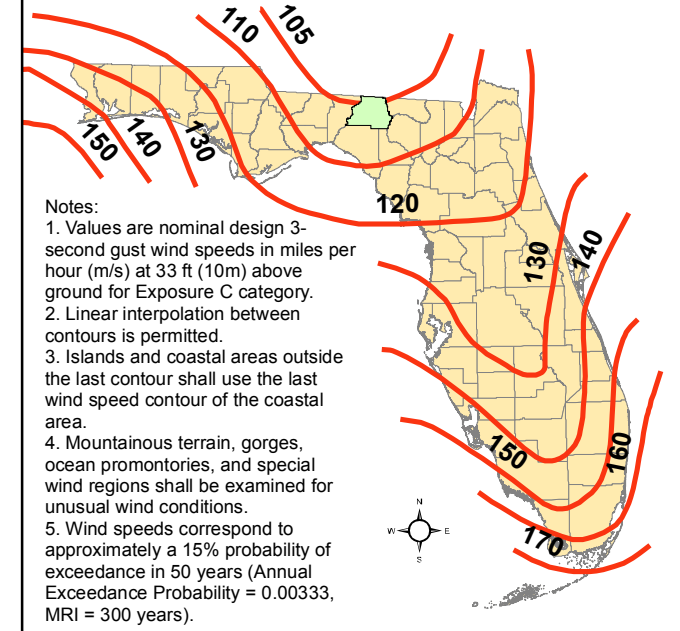 105
110
150
140
130
120
130
140
150
160
170
N
W E
S
Notes:
1. Values are nominal design 3-
second gust wind speeds in miles per
hour (m/s) at 33 ft (10m) above
ground for Exposure C category.
2. Linear interpolation between
contours is permitted.
3. Islands and coastal areas outside
the last contour shall use the last
wind speed contour of the coastal
area.
4. Mountainous terrain, gorges,
ocean promontories, and special
wind regions shall be examined for
unusual wind conditions.
5. Wind speeds correspond to
approximately a 15% probability of
exceedance in 50 years (Annual
Exceedance Probability = 0.00333,
MRI = 300 years).